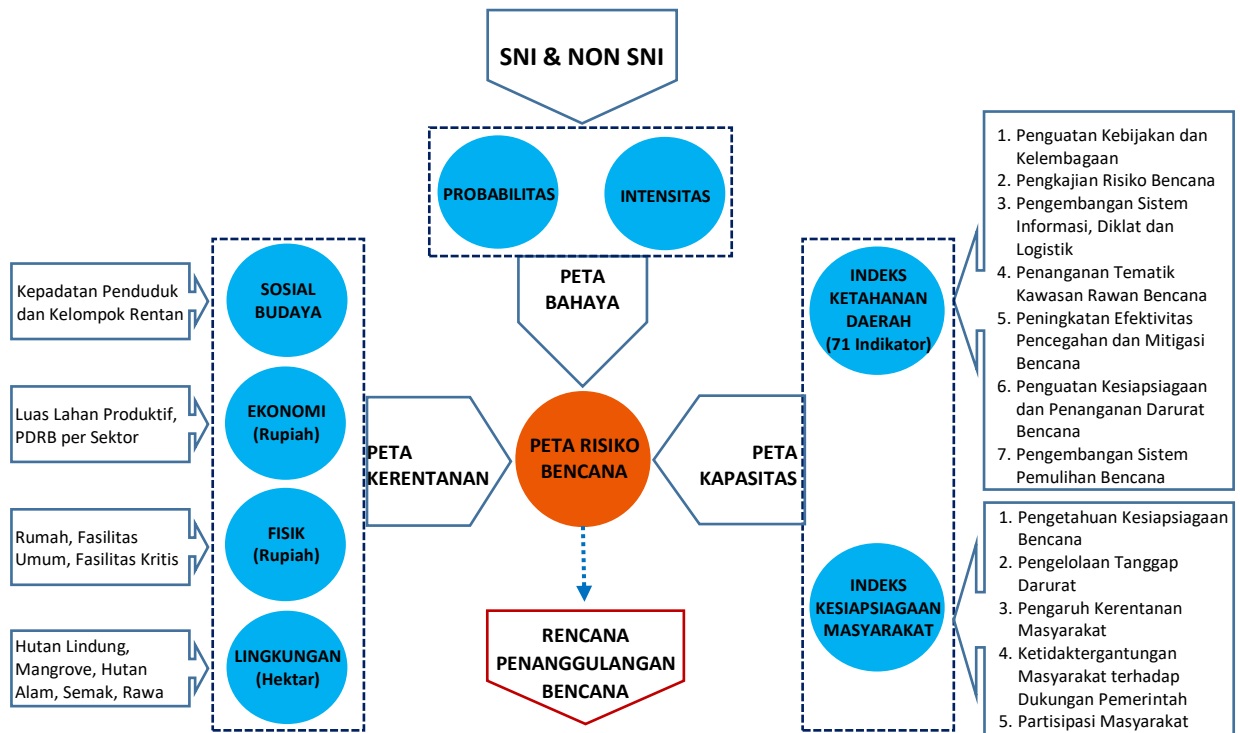 SNI & NON SNI
PROBABILITAS
INTENSITAS
PETA
BAHAYA
Kepadatan Penduduk
dan Kelompok Rentan
SOSIAL
BUDAYA
Luas Lahan Produktif,
PDRB per Sektor
EKONOMI
(Rupiah)
Rumah, Fasilitas
Umum, Fasilitas Kritis
FISIK
(Rupiah)
Hutan Lindung,
Mangrove, Hutan
Alam, Semak, Rawa
LINGKUNGAN
(Hektar)
PETA
KERENTANAN
PETA RISIKO
BENCANA
PETA
KAPASITAS
RENCANA
PENANGGULANGAN
BENCANA
INDEKS
KETAHANAN
DAERAH
(71 Indikator)
1. Penguatan Kebijakan dan
Kelembagaan
2. Pengkajian Risiko Bencana
3. Pengembangan Sistem
Informasi, Diklat dan
Logistik
4. Penanganan Tematik
Kawasan Rawan Bencana
5. Peningkatan Efektivitas
Pencegahan dan Mitigasi
Bencana
6. Penguatan Kesiapsiagaan
dan Penanganan Darurat
Bencana
7. Pengembangan Sistem
Pemulihan Bencana
INDEKS
KESIAPSIAGAAN
MASYARAKAT
1. Pengetahuan Kesiapsiagaan
Bencana
2. Pengelolaan Tanggap
Darurat
3. Pengaruh Kerentanan
Masyarakat
4. Ketidaktergantungan
Masyarakat terhadap
Dukungan Pemerintah
5. Partisipasi Masyarakat